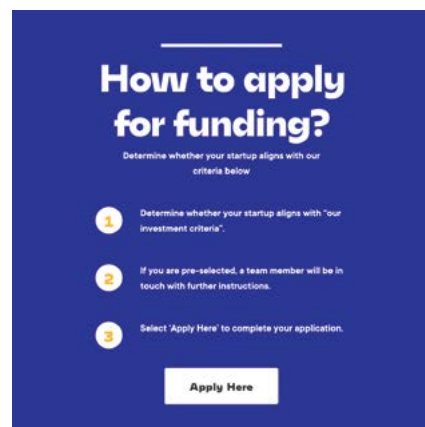 How to apply
for funding?
Determine whether your startup aligns with our
criteria below
1
Determine whether your startup aligns with "our
investment criteria".
2
If you are pre-selected, a team member will be in
touch with further instructions.
3
Select 'Apply Here' to complete your application.
Apply Here